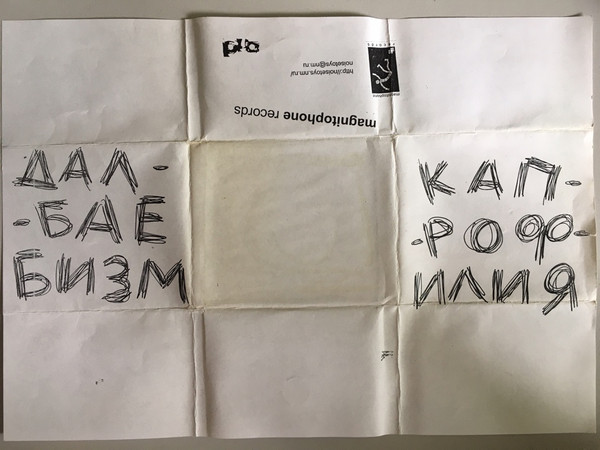 magnitophone records
http://noisetoys.nm.ru/
noisetoys@nm.ru
ДАЛ-
-БАЕ
БИЗМ
КАП-
-РОФ-
ИЛИЯ